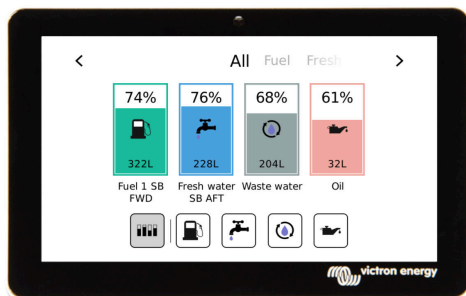 All Fuel Fresh
74% 76% 68% 61%
322L 228L 204L 32L
Fuel 1 SB Fresh water Waste water Oil
FWD SB AFT
victron energy